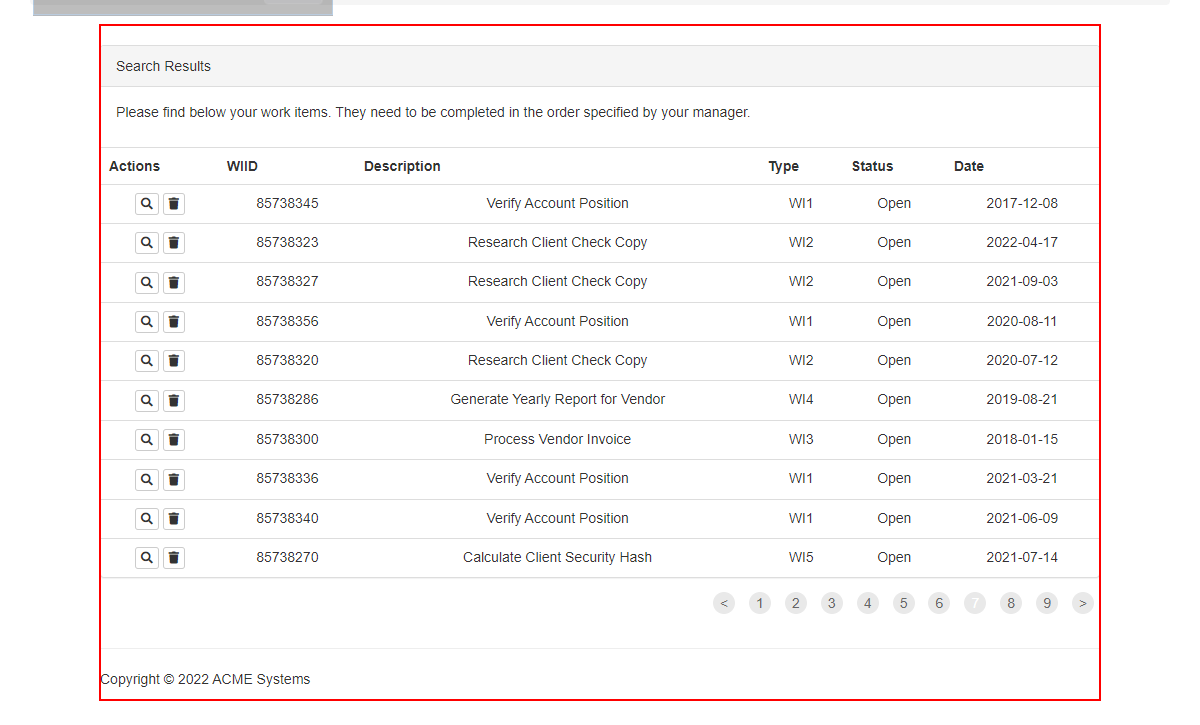 Search Results
Please find below your work items. They need to be completed in the order specified by your manager.
Actions WIID Description Type Status Date
85738345 Verify Account Position WI1 Open 2017-12-08
85738323 Research Client Check Copy WI2 Open 2022-04-17
85738327 Research Client Check Copy WI2 Open 2021-09-03
85738356 Verify Account Position WI1 Open 2020-08-11
85738320 Research Client Check Copy WI2 Open 2020-07-12
85738286 Generate Yearly Report for Vendor WI4 Open 2019-08-21
85738300 Process Vendor Invoice WI3 Open 2018-01-15
85738336 Verify Account Position WI1 Open 2021-03-21
85738340 Verify Account Position WI1 Open 2021-06-09
85738270 Calculate Client Security Hash WI5 Open 2021-07-14
< 1 2 3 4 5 6 7 8 9 >
Copyright © 2022 ACME Systems